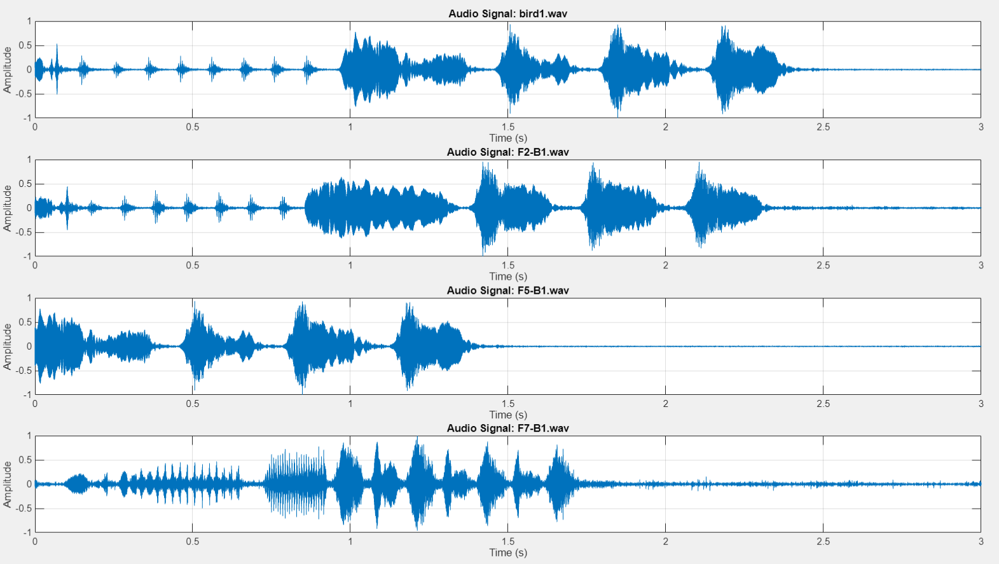 Audio Signal: bird1.wav
1
0.5
0
-0.5
-1
Amplitude
0 0.5 1 1.5 2 2.5 3
Time (s)
Audio Signal: F2-B1.wav
1
0.5
0
-0.5
-1
Amplitude
0 0.5 1 1.5 2 2.5 3
Time (s)
Audio Signal: F5-B1.wav
1
0.5
0
-0.5
-1
Amplitude
0 0.5 1 1.5 2 2.5 3
Time (s)
Audio Signal: F7-B1.wav
1
0.5
0
-0.5
-1
Amplitude
0 0.5 1 1.5 2 2.5 3
Time (s)